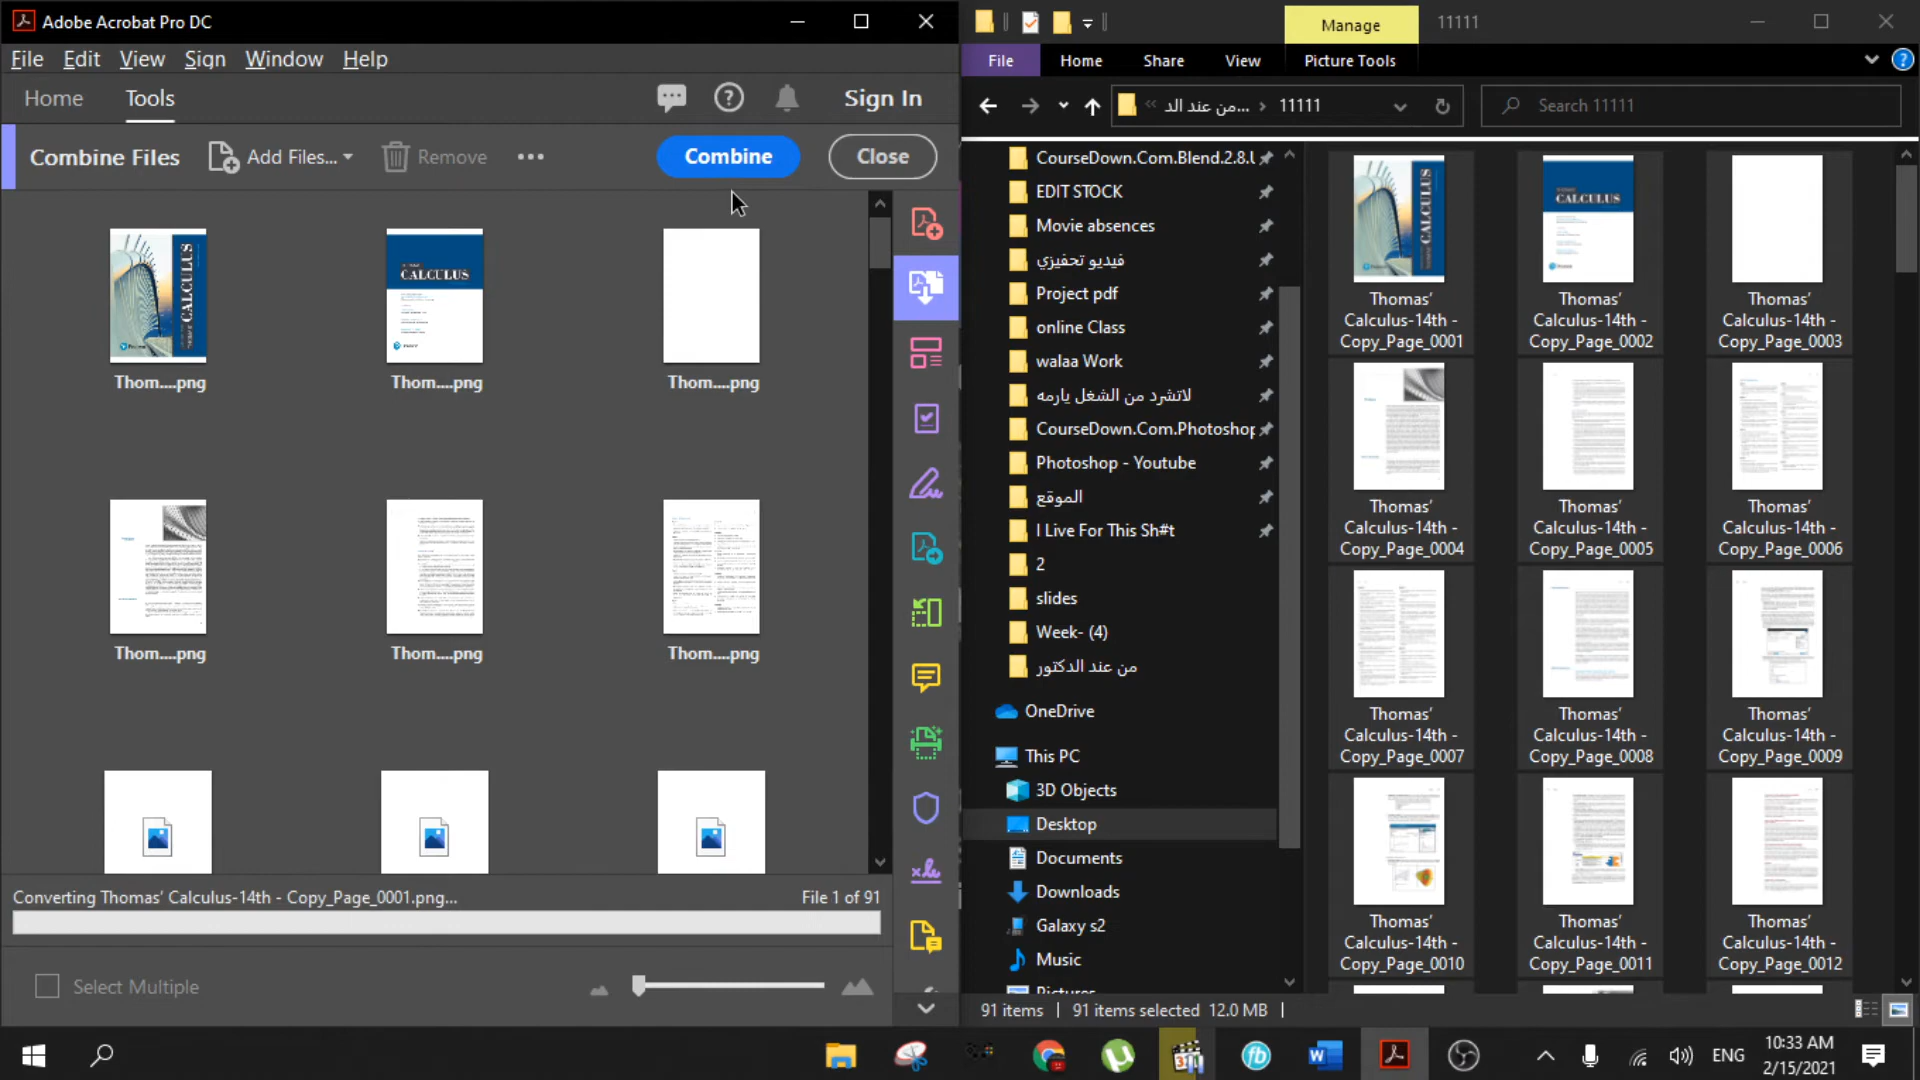 Adobe Acrobat Pro DC
File Edit View Sign Window Help
Home Tools Sign In
Combine Files Add Files... Remove Combine Close
CALCULUS CALCULUS
Thom....png Thom....png Thom....png
Thom....png Thom....png Thom....png
Converting Thomas’ Calculus-14th - Copy_Page_0001.png... File 1 of 91
Select Multiple
Manage 11111
File Home Share View Picture Tools
من عند الد... 11111 Search 11111
CourseDown.Com.Blend.2.8.
EDIT STOCK
Movie absences
فيديو تحفيزي
Project pdf
online Class
walaa Work
لاتشرد من الشغل يارمه
CourseDown.Com.Photoshop
Photoshop - Youtube
الموقع
I Live For This Sh#t
2
slides
Week- (4)
من عند الدكتور
OneDrive
This PC
3D Objects
Desktop
Documents
Downloads
Galaxy s2
Music
Pictures
CALCULUS CALCULUS
Thomas’ Calculus-14th - Copy_Page_0001
Thomas’ Calculus-14th - Copy_Page_0002
Thomas’ Calculus-14th - Copy_Page_0003
Thomas’ Calculus-14th - Copy_Page_0004
Thomas’ Calculus-14th - Copy_Page_0005
Thomas’ Calculus-14th - Copy_Page_0006
Thomas’ Calculus-14th - Copy_Page_0007
Thomas’ Calculus-14th - Copy_Page_0008
Thomas’ Calculus-14th - Copy_Page_0009
Thomas’ Calculus-14th - Copy_Page_0010
Thomas’ Calculus-14th - Copy_Page_0011
Thomas’ Calculus-14th - Copy_Page_0012
91 items 91 items selected 12.0 MB
ENG 10:33 AM
2/15/2021